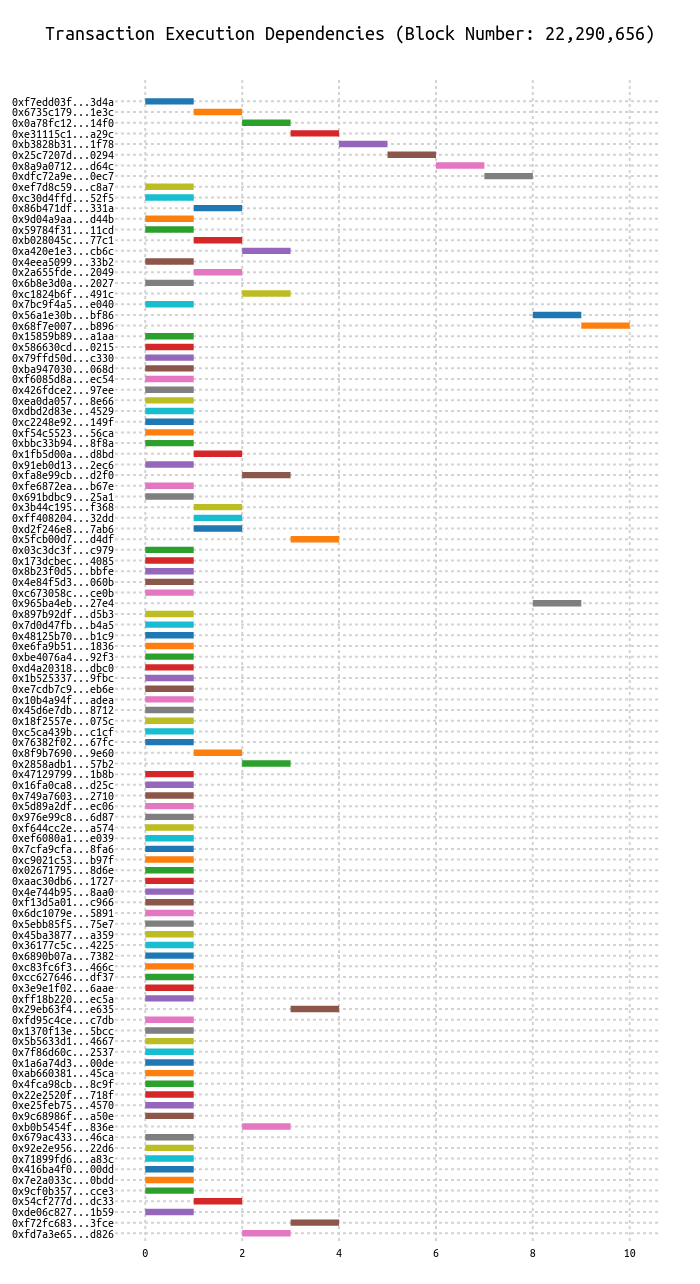 Transaction Execution Dependencies (Block Number: 22,290,656)
0xf7edd03f...3d4a
0x6735c179...1e3c
0x0a78fc12...14f0
0xe31115c1...a29c
0xb3828b31...1f78
0x25c7207d...0294
0x8a9a0712...d64c
0xdfc72a9e...0ec7
0xef7d8c59...c8a7
0xc30d4ffd...52f5
0x86b471df...331a
0x9d04a9aa...d44b
0x59784f31...11cd
0xb028045c...77c1
0xa420e1e3...cb6c
0x4eea5099...33b2
0x2a655fde...2049
0x6b8e3d0a...2027
0xc1824b6f...491c
0x7bc9f4a5...e040
0x56a1e30b...bf86
0x68f7e007...b896
0x15859b89...a1aa
0x586630cd...0215
0x79ffd50d...c330
0xba947030...068d
0xf6085d8a...ec54
0x426fdce2...97ee
0xea0da057...8e66
0xdbd2d83e...4529
0xc2248e92...149f
0xf54c5523...56ca
0xbbc33b94...8f8a
0x1fb5d00a...d8bd
0x91eb0d13...2ec6
0xfa8e99cb...d2f0
0xfe6872ea...b67e
0x691bdbc9...25a1
0x3b44c195...f368
0xff408204...32dd
0xd2f246e8...7ab6
0x5fcb00d7...d4df
0x03c3dc3f...c979
0x173dcbec...4085
0x8b23f0d5...bbfe
0x4e84f5d3...060b
0xc673058c...ce0b
0x965ba4eb...27e4
0x897b92df...d5b3
0x7d0d47fb...b4a5
0x48125b70...b1c9
0xe6fa9b51...1836
0xbe4076a4...92f3
0xd4a20318...dbc0
0x1b525337...9fbc
0xe7cdb7c9...eb6e
0x10b4a94f...adea
0x45d6e7db...8712
0x18f2557e...075c
0xc5ca439b...c1cf
0x76382f02...67fc
0x8f9b7690...9e60
0x2858adb1...57b2
0x47129799...1b8b
0x16fa0ca8...d25c
0x749a7603...2710
0x5d89a2df...ec06
0x976e99c8...6d87
0xf644cc2e...a574
0xef6080a1...e039
0x7cfa9cfa...8fa6
0xc9021c53...b97f
0x02671795...8d6e
0xaac30db6...1727
0x4e744b95...8aa0
0xf13d5a01...c966
0x6dc1079e...5891
0x5ebb85f5...75e7
0x45ba3877...a359
0x36177c5c...4225
0x6890b07a...7382
0xc83fc6f3...466c
0xcc627646...df37
0x3e9e1f02...6aae
0xff18b220...ec5a
0x29eb63f4...e635
0xfd95c4ce...c7db
0x1370f13e...5bcc
0x5b5633d1...4667
0x7f86d60c...2537
0x1a6a74d3...00de
0xab660381...45ca
0x4fca98cb...8c9f
0x22e2520f...718f
0xe25feb75...4570
0x9c68986f...a50e
0xb0b5454f...836e
0x679ac433...46ca
0x92e2e956...22d6
0x71899fd6...a83c
0x416ba4f0...00dd
0x7e2a033c...0bdd
0x9cf0b357...cce3
0x54cf277d...dc33
0xde06c827...1b59
0xf72fc683...3fce
0xfd7a3e65...d826
0 2 4 6 8 10